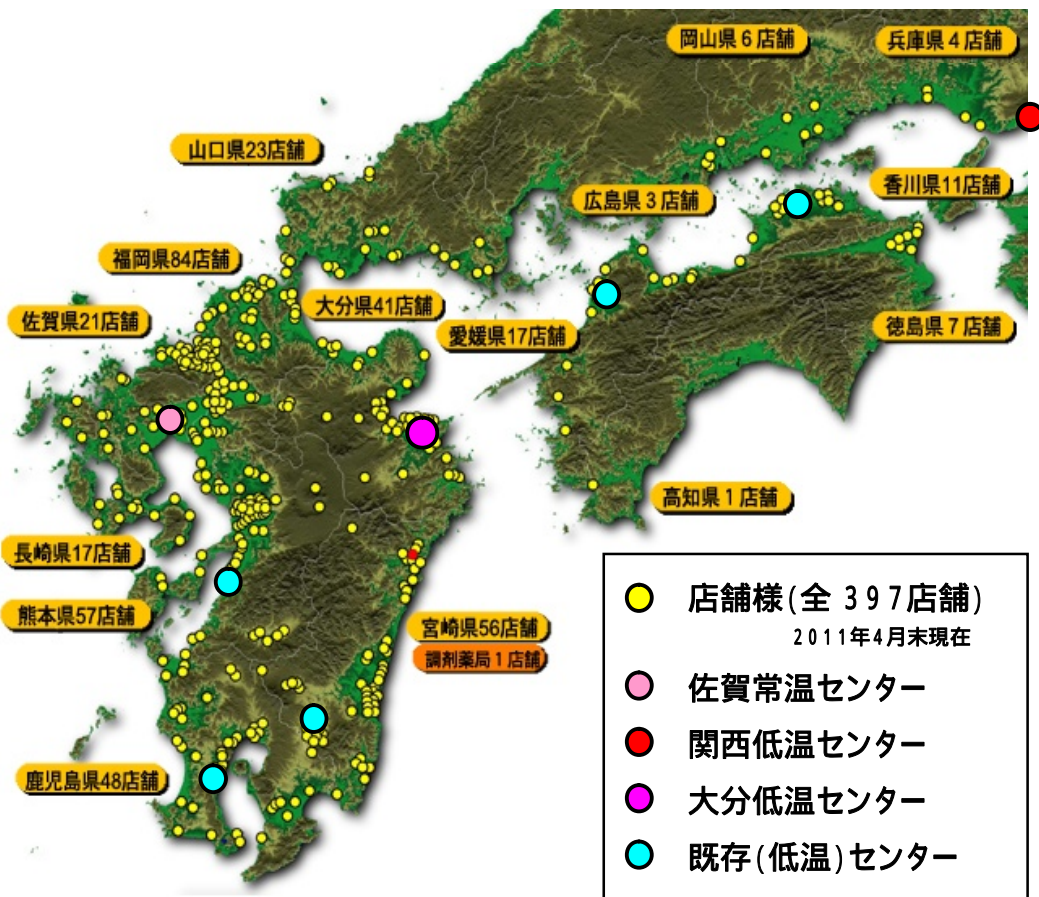 岡山県６店舗
兵庫県４店舗
山口県23店舗
香川県11店舗
広島県３店舗
福岡県84店舗
大分県41店舗
佐賀県21店舗
愛媛県17店舗
徳島県７店舗
高知県１店舗
長崎県17店舗
熊本県57店舗
宮崎県56店舗
調剤薬局１店舗
鹿児島県48店舗
店舗様(全 397店舗)
2011年4月末現在
佐賀常温センター
関西低温センター
大分低温センター
既存(低温)センター